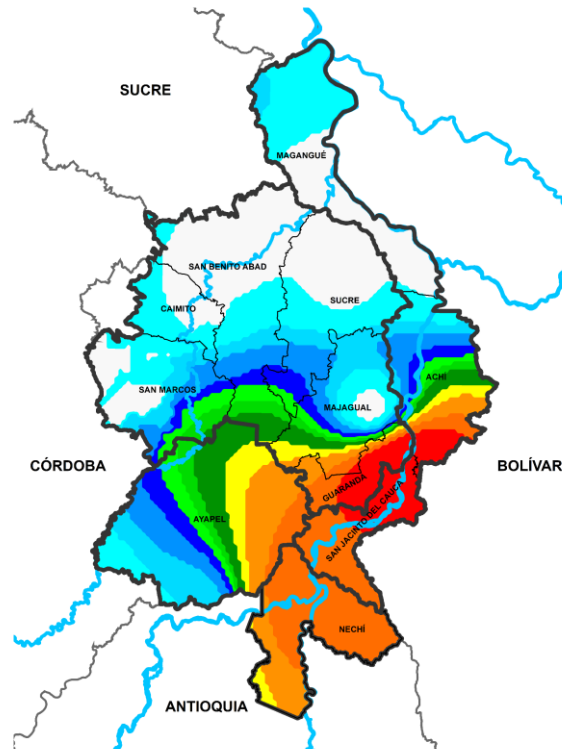 SUCRE
MAGANGUÉ
SAN BENITO ABAD
SUCRE
CAIMITO
ACHÍ
SAN MARCOS
MAJAGUAL
CÓRDOBA
BOLÍVAR
GUARANDA
AYAPEL
SAN JACINTO DEL CAUCA
NECHÍ
ANTIOQUIA